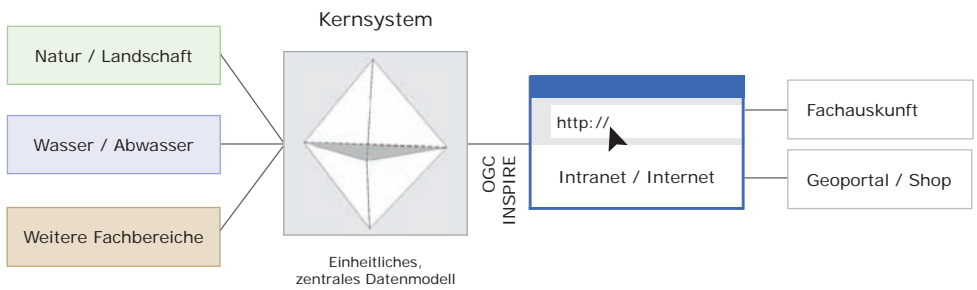 Kernsystem
Natur / Landschaft
Wasser / Abwasser
Weitere Fachbereiche
Einheitliches,
zentrales Datenmodell
OGC
INSPIRE
http://
Intranet / Internet
Fachauskunft
Geoportal / Shop